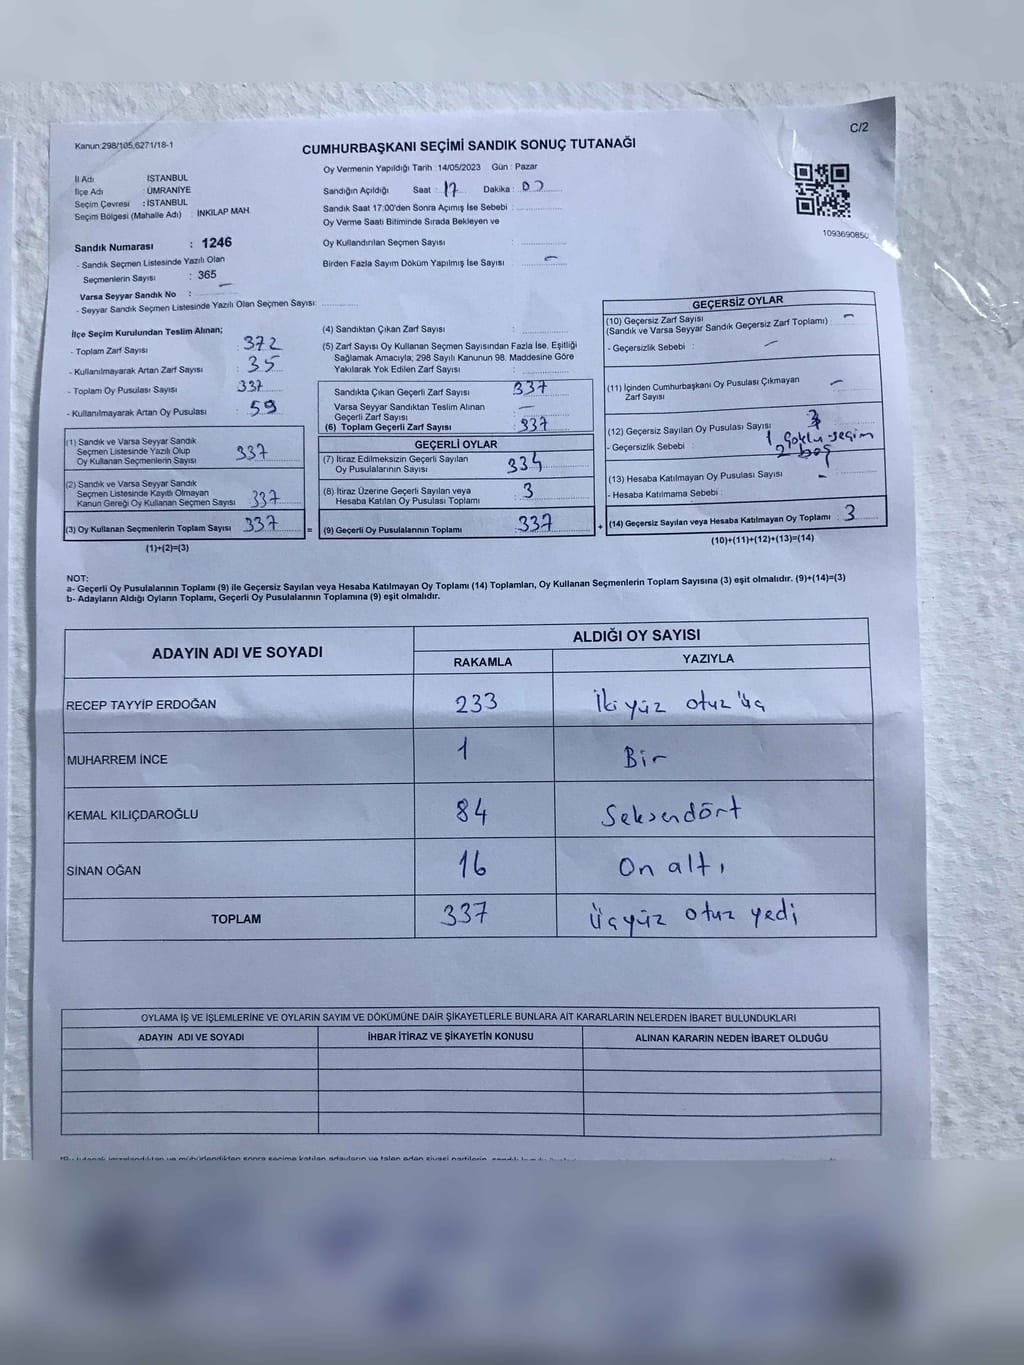 Kanun:298/105,6271/18-1
C/2
CUMHURBAŞKANI SEÇİMİ SANDIK SONUÇ TUTANAĞI
İl Adı : İSTANBUL
İlçe Adı : ÜMRANİYE
Seçim Çevresi : İSTANBUL
Seçim Bölgesi (Mahalle Adı) : INKILAP MAH
Sandık Numarası : 1246
- Sandık Seçmen Listesinde Yazılı Olan
Seçmenlerin Sayısı : 365
Varsa Seyyar Sandık No : –
- Seyyar Sandık Seçmen Listesinde Yazılı Olan Seçmen Sayısı:
Oy Vermenin Yapıldığı Tarih :14/05/2023 Gün : Pazar
Sandığın Açıldığı Saat : 17 Dakika : 00
Sandık Saat 17:00'den Sonra Açımış İse Sebebi :
Oy Verme Saati Bitiminde Sırada Bekleyen ve
Oy Kullandırılan Seçmen Sayısı :
Birden Fazla Sayım Döküm Yapılmış İse Sayısı : –
1093690850
İlçe Seçim Kurulundan Teslim Alınan;
- Toplam Zarf Sayısı : 372
- Kullanılmayarak Artan Zarf Sayısı : 35
- Toplam Oy Pusulası Sayısı : 337
- Kullanılmayarak Artan Oy Pusulası : 59
(1) Sandık ve Varsa Seyyar Sandık
Seçmen Listesinde Yazılı Olup
Oy Kullanan Seçmenlerin Sayısı : 337
(2) Sandık ve Varsa Seyyar Sandık
Seçmen Listesinde Kayıtlı Olmayan
Kanun Gereği Oy Kullanan Seçmen Sayısı : 337
(3) Oy Kullanan Seçmenlerin Toplam Sayısı : 337 =
(1)+(2)=(3)
(4) Sandıktan Çıkan Zarf Sayısı :
(5) Zarf Sayısı Oy Kullanan Seçmen Sayısından Fazla İse, Eşitliği
Sağlamak Amacıyla; 298 Sayılı Kanunun 98. Maddesine Göre
Yakılarak Yok Edilen Zarf Sayısı :
Sandıkta Çıkan Geçerli Zarf Sayısı : 337
Varsa Seyyar Sandıktan Teslim Alınan
Geçerli Zarf Sayısı : –
(6) Toplam Geçerli Zarf Sayısı : 337
GEÇERLİ OYLAR
(7) İtiraz Edilmeksizin Geçerli Sayılan
Oy Pusulalarının Sayısı : 334
(8) İtiraz Üzerine Geçerli Sayılan veya
Hesaba Katılan Oy Pusulası Toplamı : 3
(9) Geçerli Oy Pusulalarının Toplamı : 337 +
GEÇERSİZ OYLAR
(10) Geçersiz Zarf Sayısı
(Sandık ve Varsa Seyyar Sandık Geçersiz Zarf Toplamı) : –
- Geçersizlik Sebebi : –
(11) İçinden Cumhurbaşkanı Oy Pusulası Çıkmayan
Zarf Sayısı : –
(12) Geçersiz Sayılan Oy Pusulası Sayısı : 3
- Geçersizlik Sebebi : 1 Çoklu seçim
2 boş
(13) Hesaba Katılmayan Oy Pusulası Sayısı : –
- Hesaba Katılmama Sebebi :
(14) Geçersiz Sayılan veya Hesaba Katılmayan Oy Toplamı : 3
(10)+(11)+(12)+(13)=(14)
NOT:
a- Geçerli Oy Pusulalarının Toplamı (9) ile Geçersiz Sayılan veya Hesaba Katılmayan Oy Toplamı (14) Toplamları, Oy Kullanan Seçmenlerin Toplam Sayısına (3) eşit olmalıdır. (9)+(14)=(3)
b- Adayların Aldığı Oyların Toplamı, Geçerli Oy Pusulalarının Toplamına (9) eşit olmalıdır.
ADAYIN ADI VE SOYADI
ALDIĞI OY SAYISI
RAKAMLA YAZIYLA
RECEP TAYYİP ERDOĞAN 233 İki yüz otuz üç
MUHARREM İNCE 1 Bir
KEMAL KILIÇDAROĞLU 84 Seksendört
SİNAN OĞAN 16 On altı
TOPLAM 337 Üçyüz otuz yedi
OYLAMA İŞ VE İŞLEMLERİNE VE OYLARIN SAYIM VE DÖKÜMÜNE DAİR ŞİKAYETLERLE BUNLARA AİT KARARLARIN NELERDEN İBARET BULUNDUKLARI
ADAYIN ADI VE SOYADI İHBAR İTİRAZ VE ŞİKAYETİN KONUSU ALINAN KARARIN NEDEN İBARET OLDUĞU